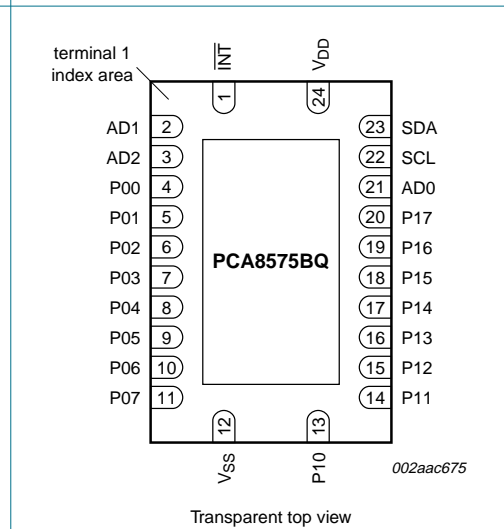 terminal 1
index area
INT
VDD
1
24
AD1 2 23 SDA
AD2 3 22 SCL
P00 4 21 AD0
P01 5 20 P17
P02 6 19 P16
PCA8575BQ
P03 7 18 P15
P04 8 17 P14
P05 9 16 P13
P06 10 15 P12
P07 11 14 P11
12
13
VSS
P10
002aac675
Transparent top view